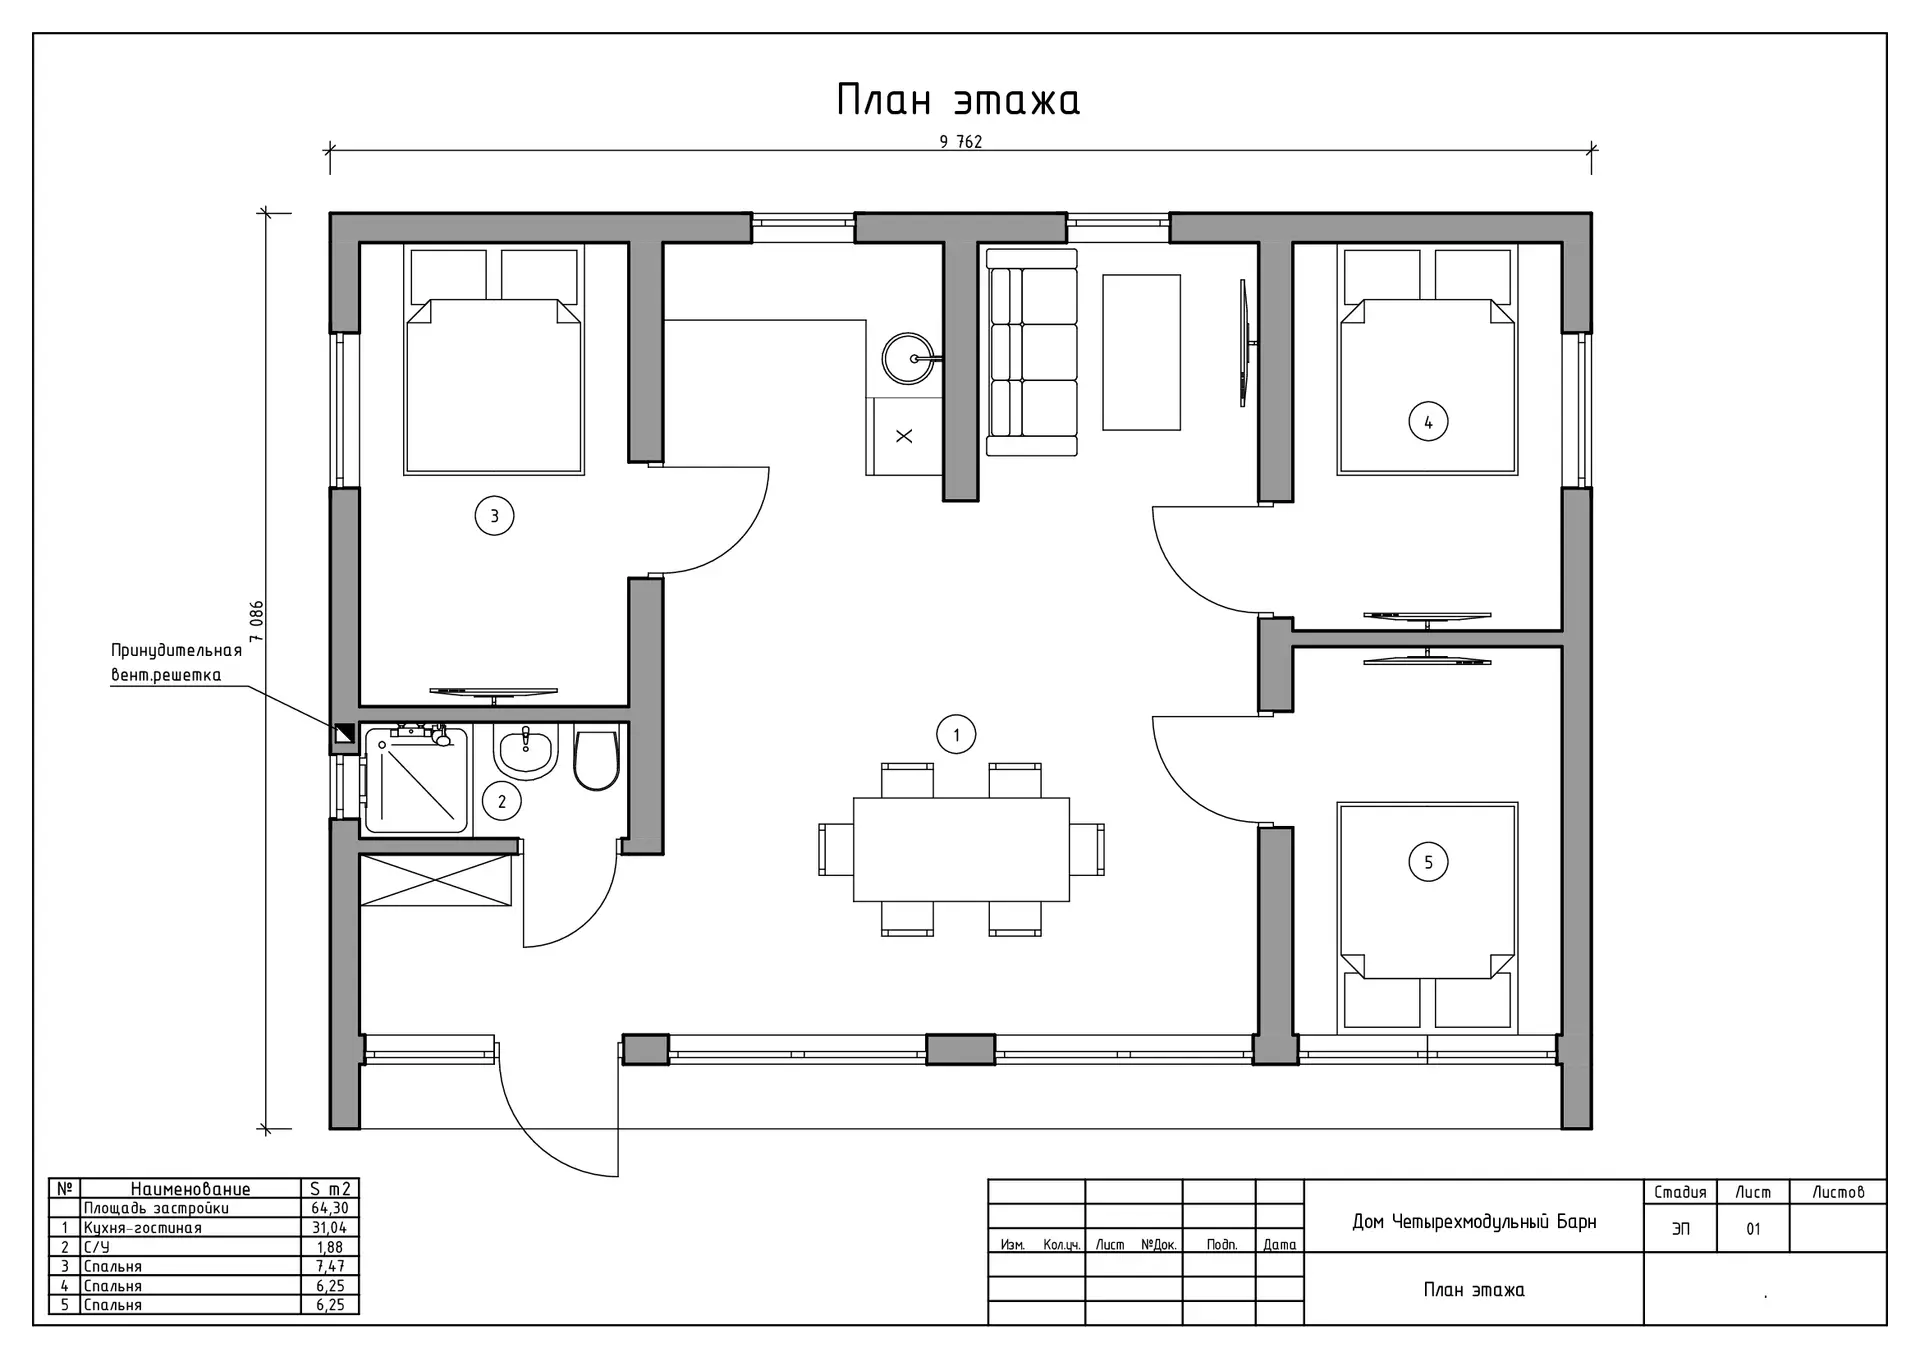 План этажа
9 762
7 086
Принудительная
вент.решетка
X
3
4
1
2
5
№ Наименование S m2
Площадь застройки 64,30
1 Кухня-гостиная 31,04
2 С/У 1,88
3 Спальня 7,47
4 Спальня 6,25
5 Спальня 6,25
Изм. Кол.уч. Лист №Док. Подп. Дата
Дом Четырехмодульный Барн
План этажа
Стадия Лист Листов
ЭП 01
.